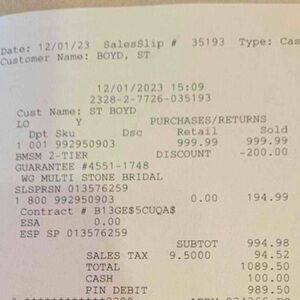 Date: 12/01/23 SalesSlip # 35193 Type: Cas
Customer Name: BOYD, ST
12/01/2023 15:09
2328-2-7726-035193
Cust Name: ST BOYD
LO Y PURCHASES/RETURNS
Dpt Sku Dsc Retail Sold
1 001 992950903 999.99 999.99
BMSM 2-TIER DISCOUNT -200.00
GUARANTEE #4551-1748
WG MULTI STONE BRIDAL
SLSPRSN 013576259
1 800 992950903 0.00 194.99
Contract # B13GE$5CUQA$
ESA 0.00
ESP SP 013576259
SUBTOT 994.98
SALES TAX 9.5000 94.52
TOTAL 1089.50
CASH 100.00
PIN DEBIT 989.50